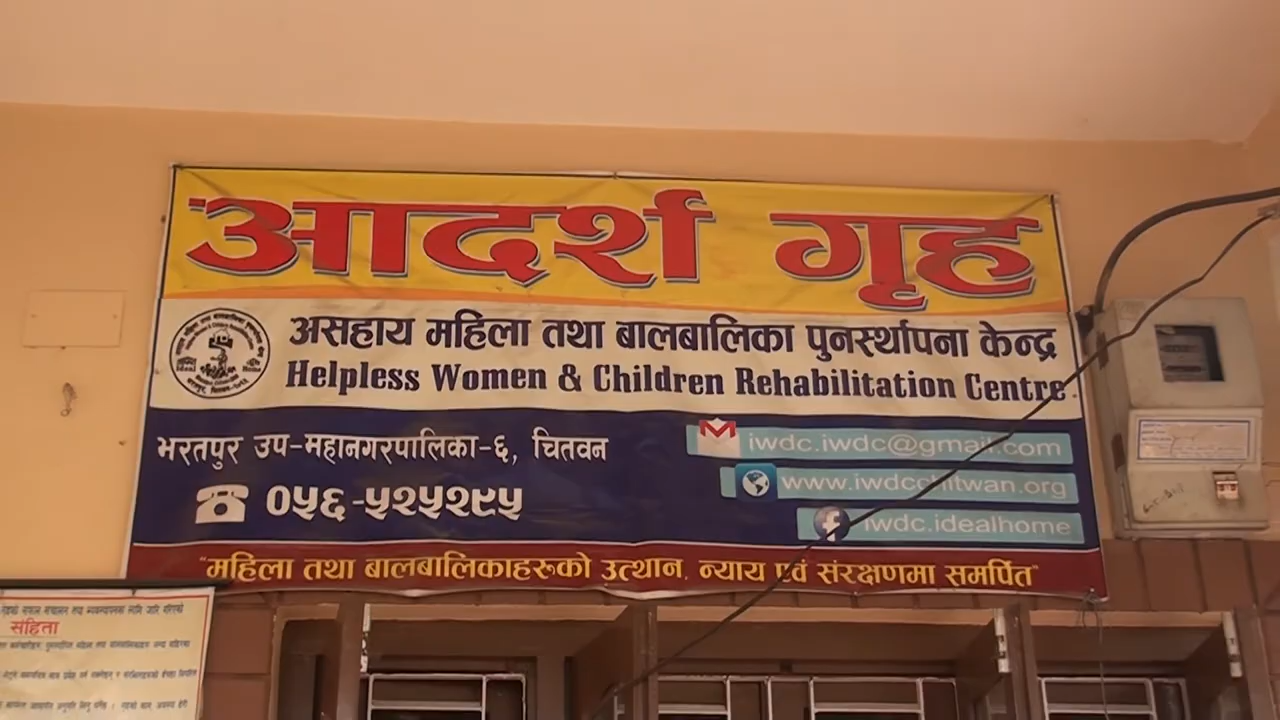 आदर्श गृह
असहाय महिला तथा बालबालिका पुनर्स्थापना केन्द्र
Helpless Women & Children Rehabilitation Centre
भरतपुर उप-महानगरपालिका-६, चितवन
०५६-५२५२९५
iwdc.iwdc@gmail.com
www.iwdcchitwan.org
iwdc.idealhome
"महिला तथा बालबालिकाहरुको उत्थान, न्याय एवं संरक्षणमा समर्पित"
संहिता